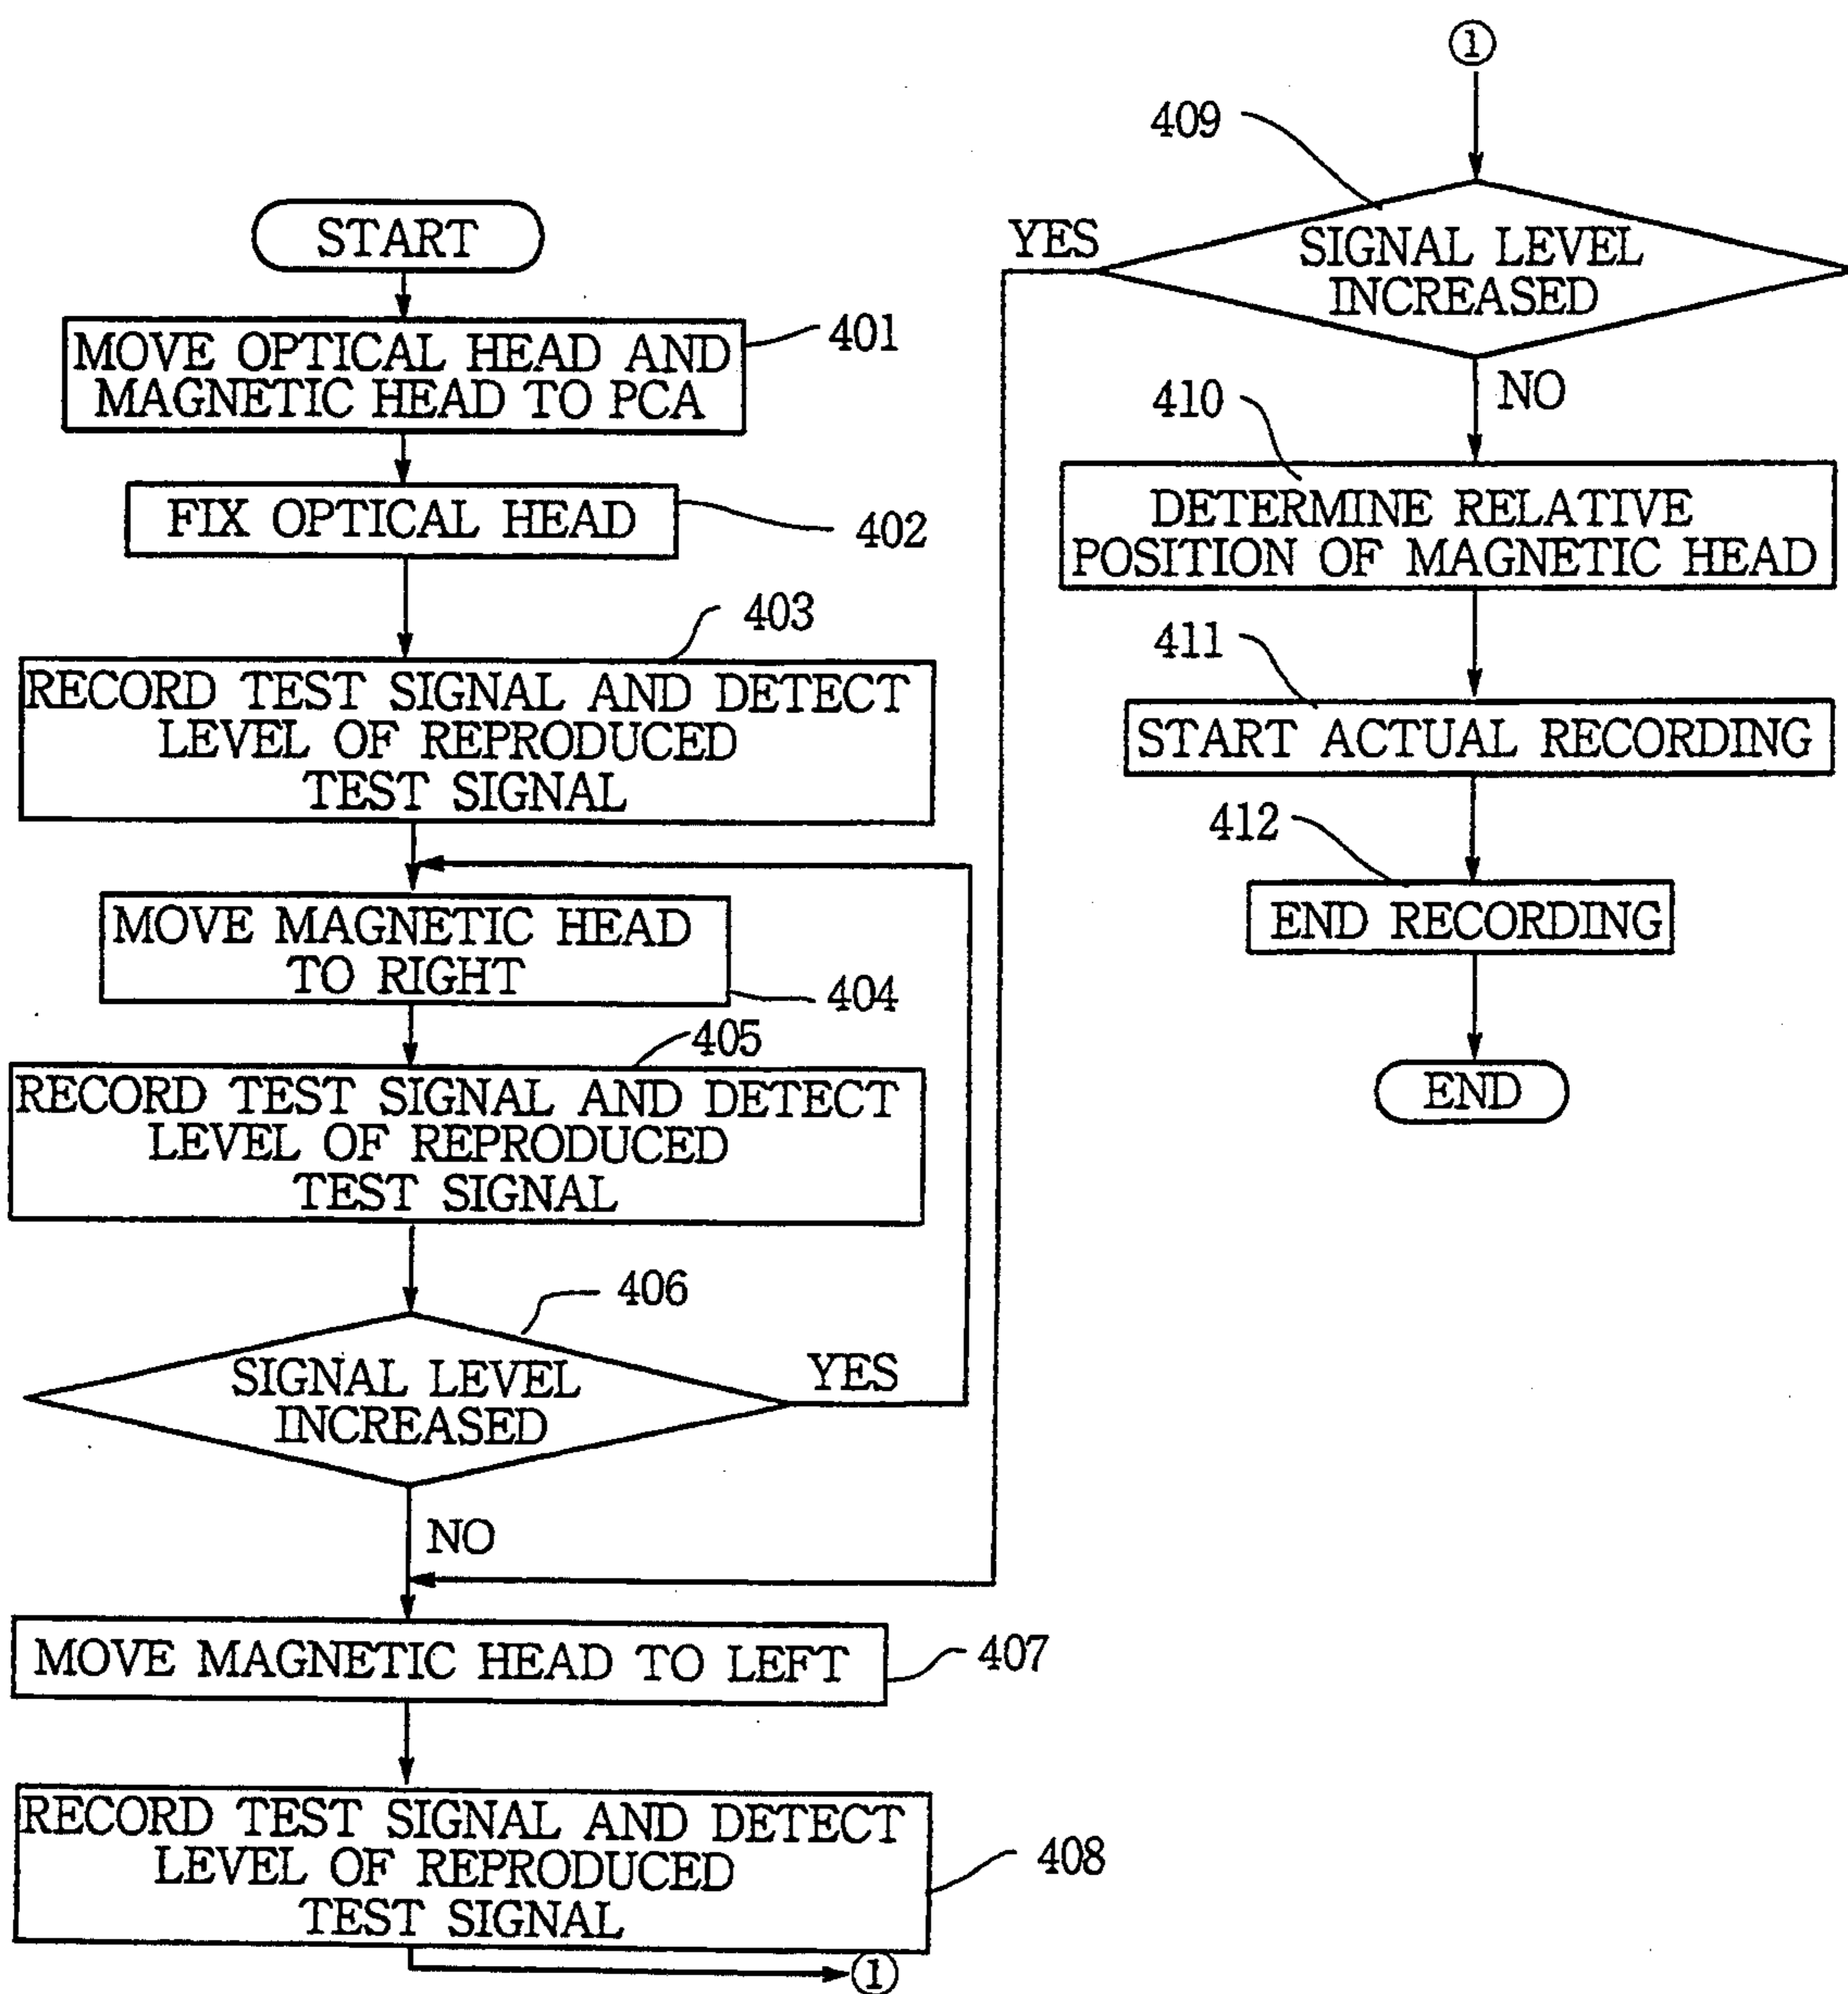 START
MOVE OPTICAL HEAD AND
MAGNETIC HEAD TO PCA
401
FIX OPTICAL HEAD
402
403
RECORD TEST SIGNAL AND DETECT
LEVEL OF REPRODUCED
TEST SIGNAL
MOVE MAGNETIC HEAD
TO RIGHT
404
405
RECORD TEST SIGNAL AND DETECT
LEVEL OF REPRODUCED
TEST SIGNAL
406
SIGNAL LEVEL
INCREASED
YES
NO
MOVE MAGNETIC HEAD TO LEFT
407
RECORD TEST SIGNAL AND DETECT
LEVEL OF REPRODUCED
TEST SIGNAL
408
①
①
409
YES
SIGNAL LEVEL
INCREASED
NO
410
DETERMINE RELATIVE
POSITION OF MAGNETIC HEAD
411
START ACTUAL RECORDING
412
END RECORDING
END